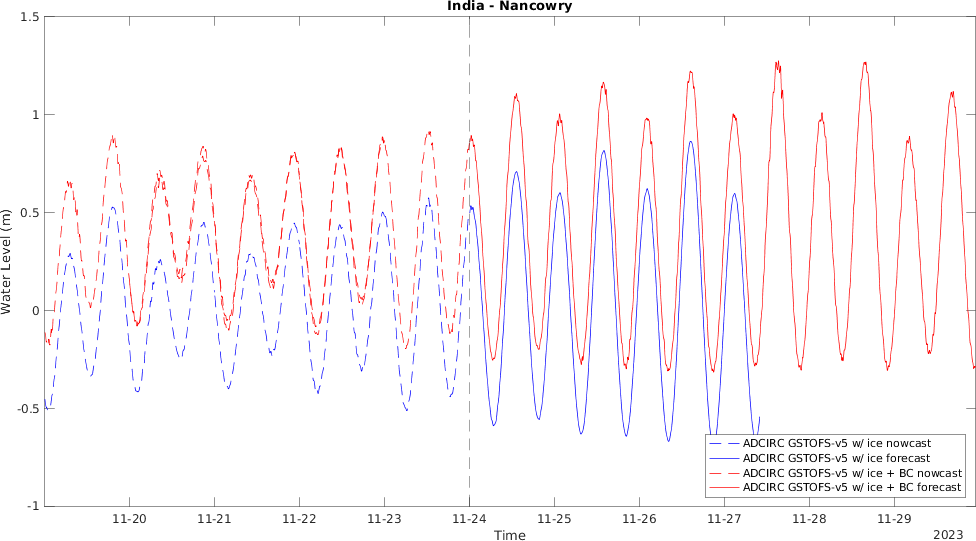 India - Nancowry
1.5
1
0.5
0
-0.5
-1
Water Level (m)
11-20 11-21 11-22 11-23 11-24 11-25 11-26 11-27 11-28 11-29
Time
2023
ADCIRC GSTOFS-v5 w/ ice nowcast
ADCIRC GSTOFS-v5 w/ ice forecast
ADCIRC GSTOFS-v5 w/ ice + BC nowcast
ADCIRC GSTOFS-v5 w/ ice + BC forecast